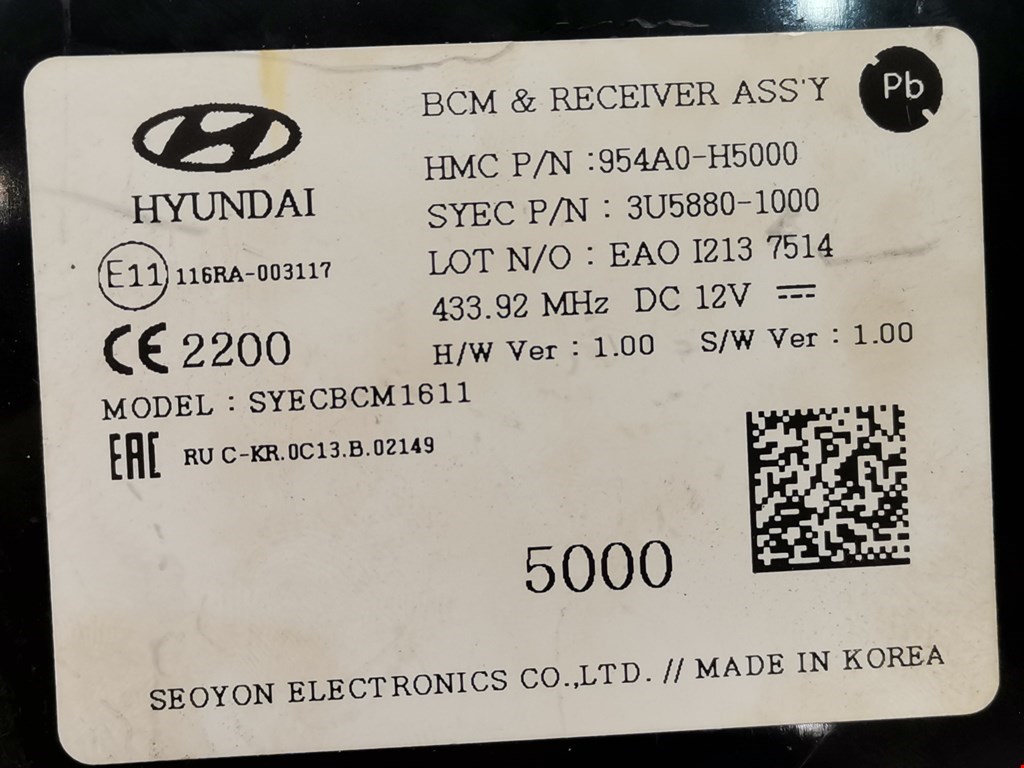 BCM & RECEIVER ASS'Y
Pb
HYUNDAI
HMC P/N :954A0-H5000
SYEC P/N : 3U5880-1000
LOT N/O : EAO I213 7514
E11 116RA-003117
433.92 MHz DC 12V
CE 2200
H/W Ver : 1.00 S/W Ver : 1.00
MODEL : SYECBCM1611
EAC RU C-KR.0C13.B.02149
5000
SEOYON ELECTRONICS CO.,LTD. // MADE IN KOREA